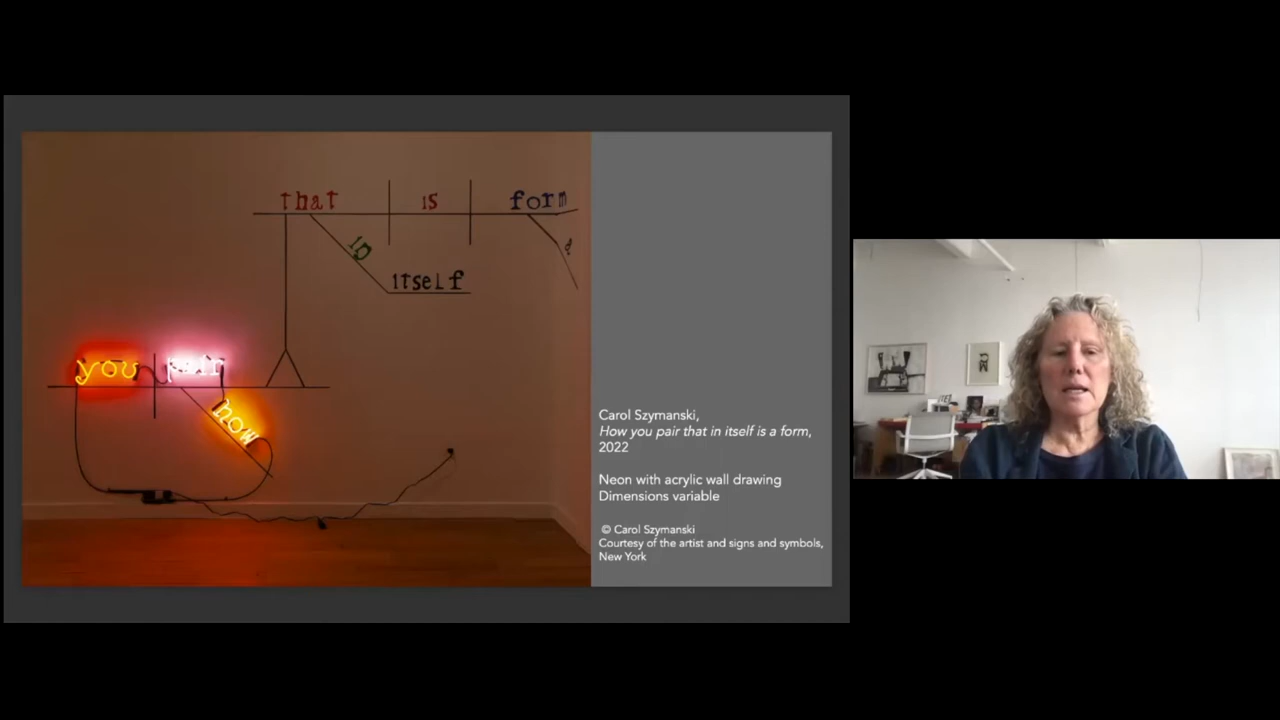 that is form
in
a
itself
you pair
how
Carol Szymanski,
How you pair that in itself is a form,
2022
Neon with acrylic wall drawing
Dimensions variable
© Carol Szymanski
Courtesy of the artist and signs and symbols,
New York